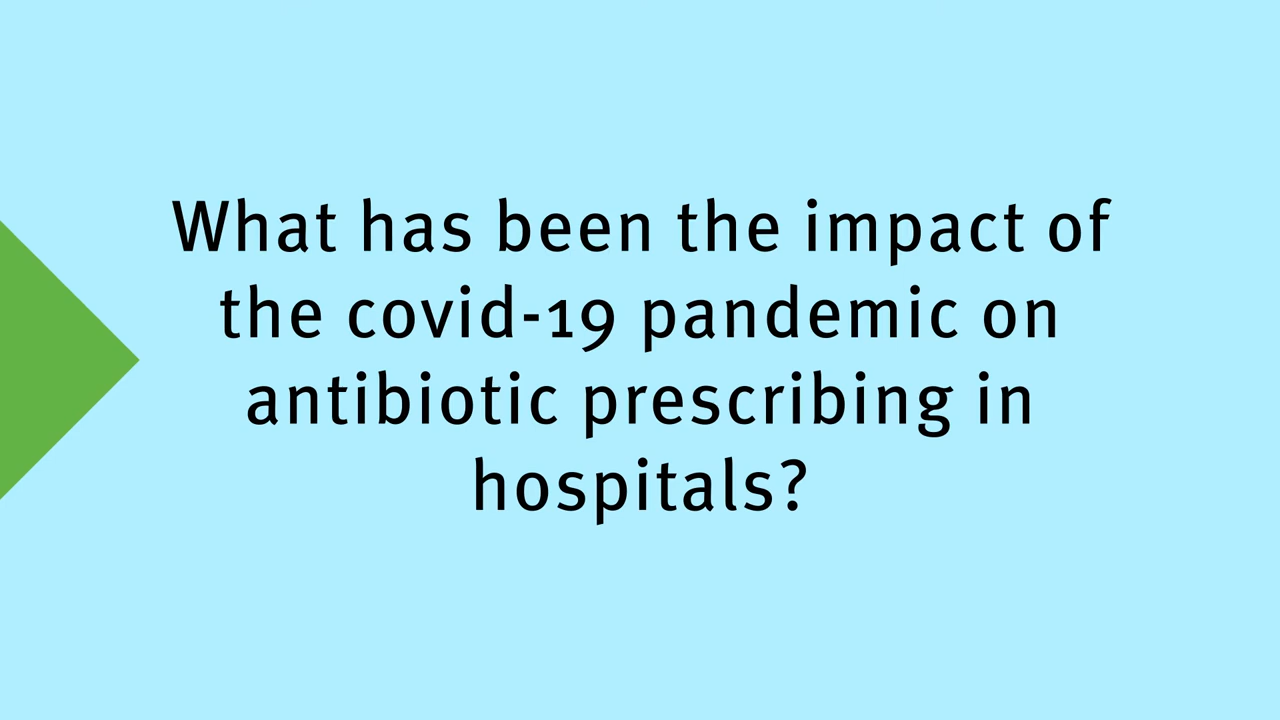 What has been the impact of
the covid-19 pandemic on
antibiotic prescribing in
hospitals?